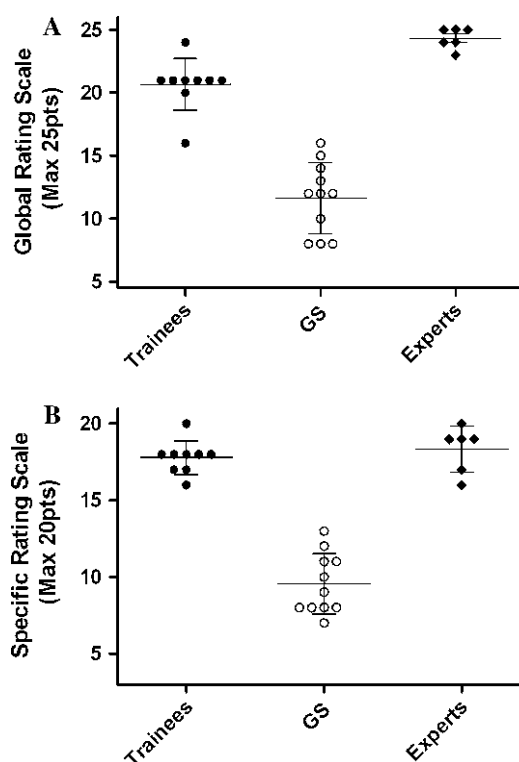 A
Global Rating Scale
(Max 25pts)
25
20
15
10
5
Trainees
GS
Experts
B
Specific Rating Scale
(Max 20pts)
20
15
10
5
Trainees
GS
Experts